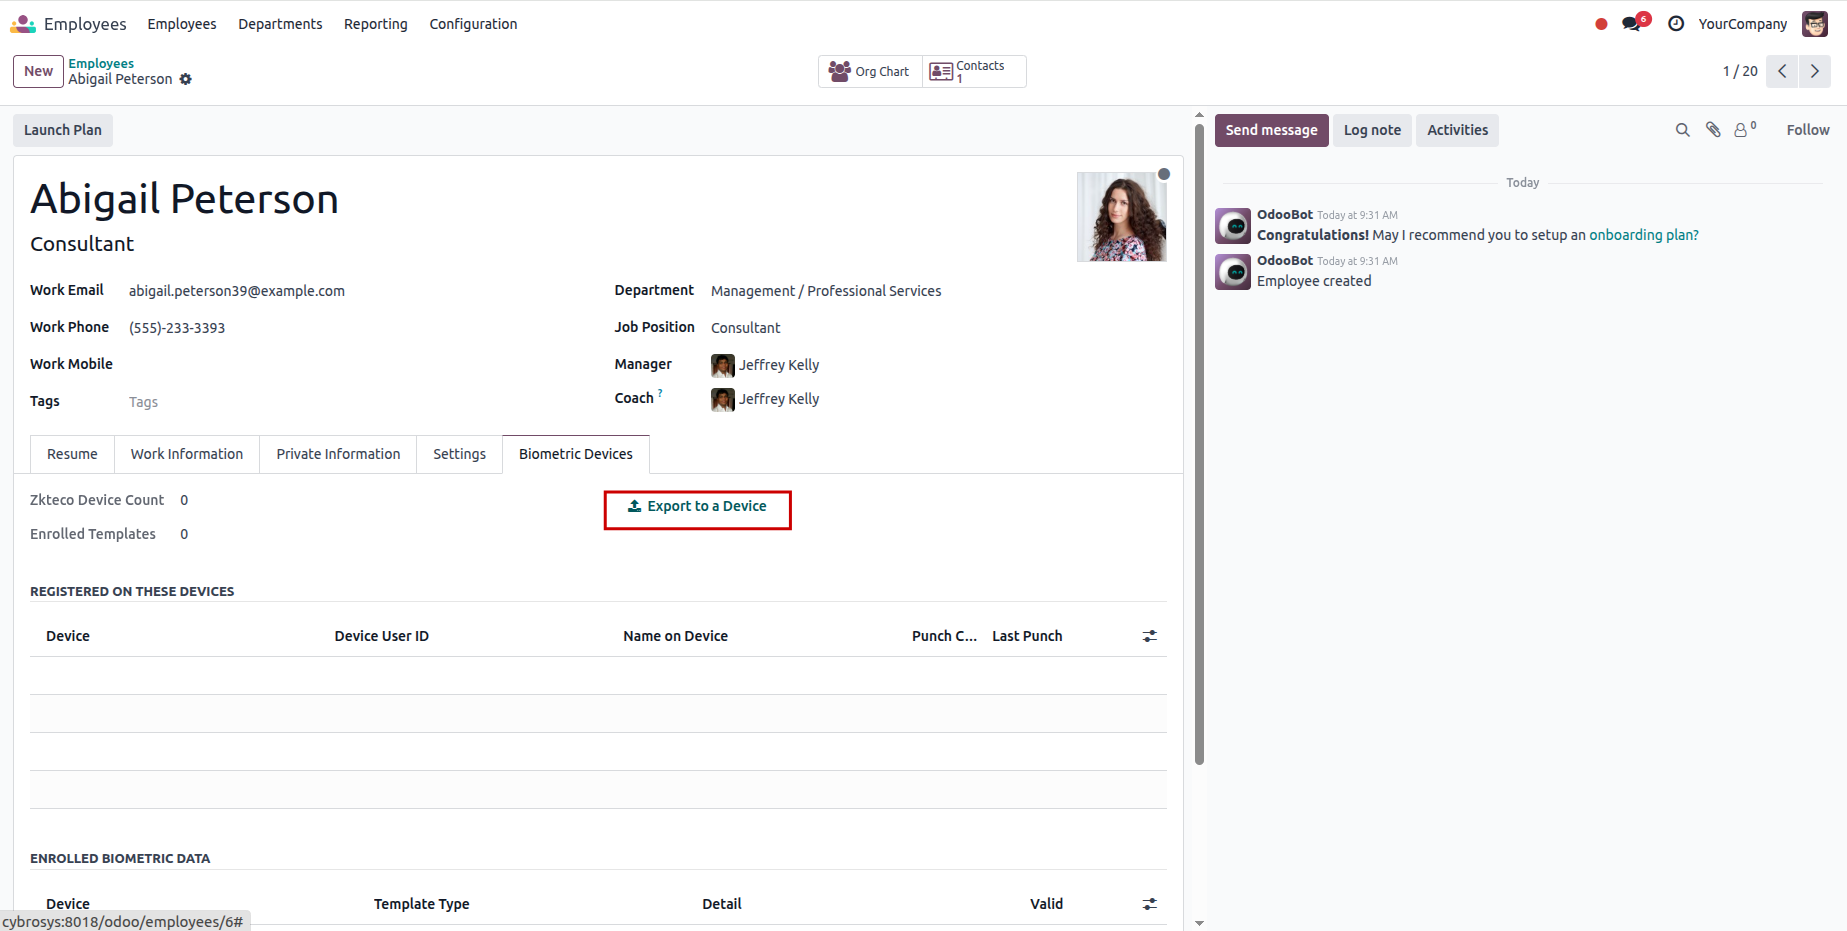 Employees Employees Departments Reporting Configuration 6 YourCompany
New Employees
Abigail Peterson
Org Chart Contacts 1
1 / 20
Launch Plan
Send message Log note Activities 0 Follow
Abigail Peterson
Consultant
Work Email abigail.peterson39@example.com
Work Phone (555)-233-3393
Work Mobile
Tags Tags
Department Management / Professional Services
Job Position Consultant
Manager Jeffrey Kelly
Coach ? Jeffrey Kelly
Resume Work Information Private Information Settings Biometric Devices
Zkteco Device Count 0
Enrolled Templates 0
Export to a Device
REGISTERED ON THESE DEVICES
Device Device User ID Name on Device Punch C... Last Punch
ENROLLED BIOMETRIC DATA
Device Template Type Detail Valid
cybrosys:8018/odoo/employees/6#
Today
OdooBot Today at 9:31 AM
Congratulations! May I recommend you to setup an onboarding plan?
OdooBot Today at 9:31 AM
Employee created